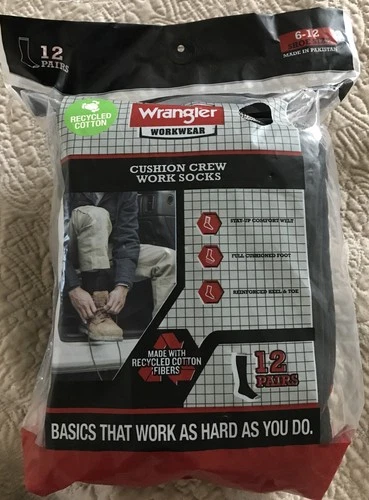 12
PAIRS
6-12
SHOE SIZE
MADE IN PAKISTAN
RECYCLED
COTTON
Wrangler
WORKWEAR
CUSHION CREW
WORK SOCKS
STAY-UP COMFORT WELT
FULL CUSHIONED FOOT
REINFORCED HEEL & TOE
MADE WITH
RECYCLED COTTON
FIBERS
12
PAIRS
BASICS THAT WORK AS HARD AS YOU DO.